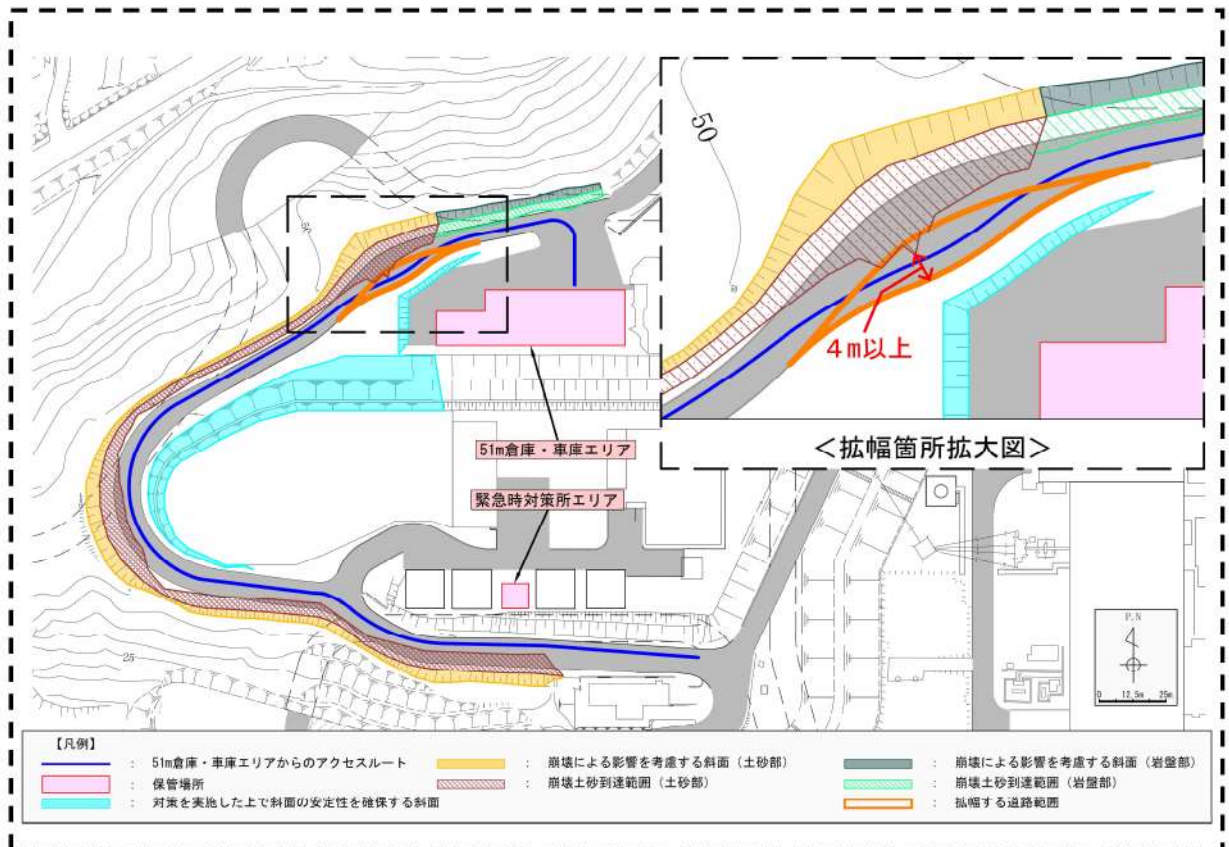 50
50
4m以上
<拡幅箇所拡大図>
51m倉庫・車庫エリア
緊急時対策所エリア
25
P.N
0 12.5m 25m
【凡例】
: 51m倉庫・車庫エリアからのアクセスルート
: 保管場所
: 対策を実施した上で斜面の安定性を確保する斜面
: 崩壊による影響を考慮する斜面(土砂部)
: 崩壊土砂到達範囲(土砂部)
: 崩壊による影響を考慮する斜面(岩盤部)
: 崩壊土砂到達範囲(岩盤部)
: 拡幅する道路範囲